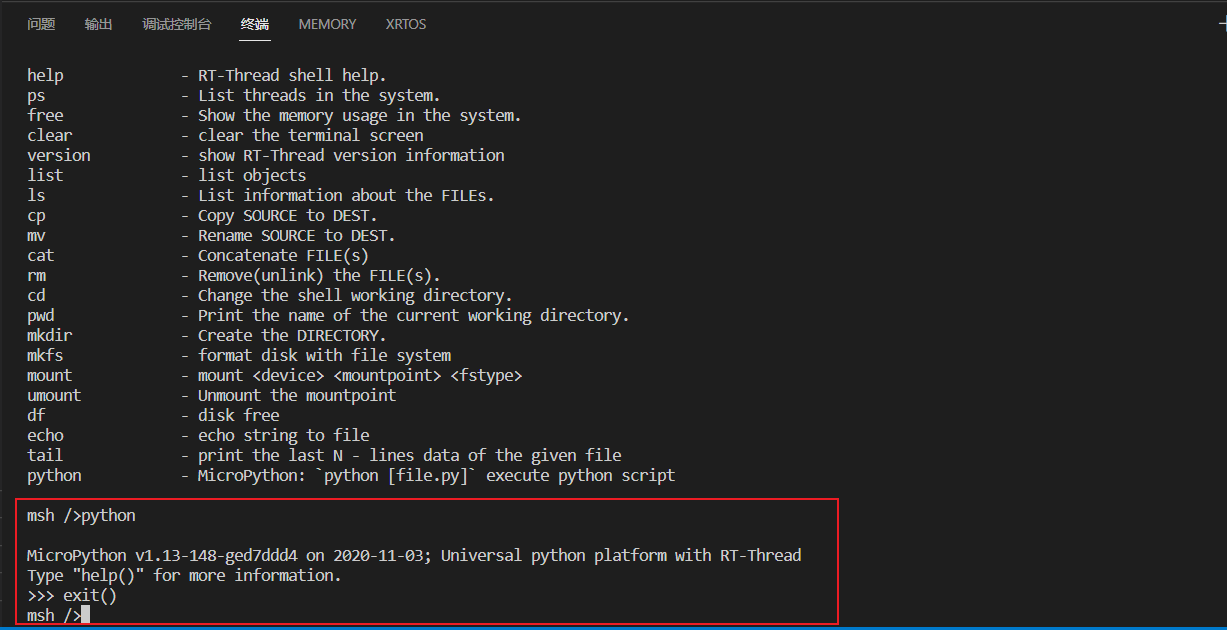 问题 输出 调试控制台 终端 MEMORY XRTOS
help - RT-Thread shell help.
ps - List threads in the system.
free - Show the memory usage in the system.
clear - clear the terminal screen
version - show RT-Thread version information
list - list objects
ls - List information about the FILEs.
cp - Copy SOURCE to DEST.
mv - Rename SOURCE to DEST.
cat - Concatenate FILE(s)
rm - Remove(unlink) the FILE(s).
cd - Change the shell working directory.
pwd - Print the name of the current working directory.
mkdir - Create the DIRECTORY.
mkfs - format disk with file system
mount - mount <device> <mountpoint> <fstype>
umount - Unmount the mountpoint
df - disk free
echo - echo string to file
tail - print the last N - lines data of the given file
python - MicroPython: `python [file.py]` execute python script
msh />python
MicroPython v1.13-148-ged7ddd4 on 2020-11-03; Universal python platform with RT-Thread
Type "help()" for more information.
>>> exit()
msh />